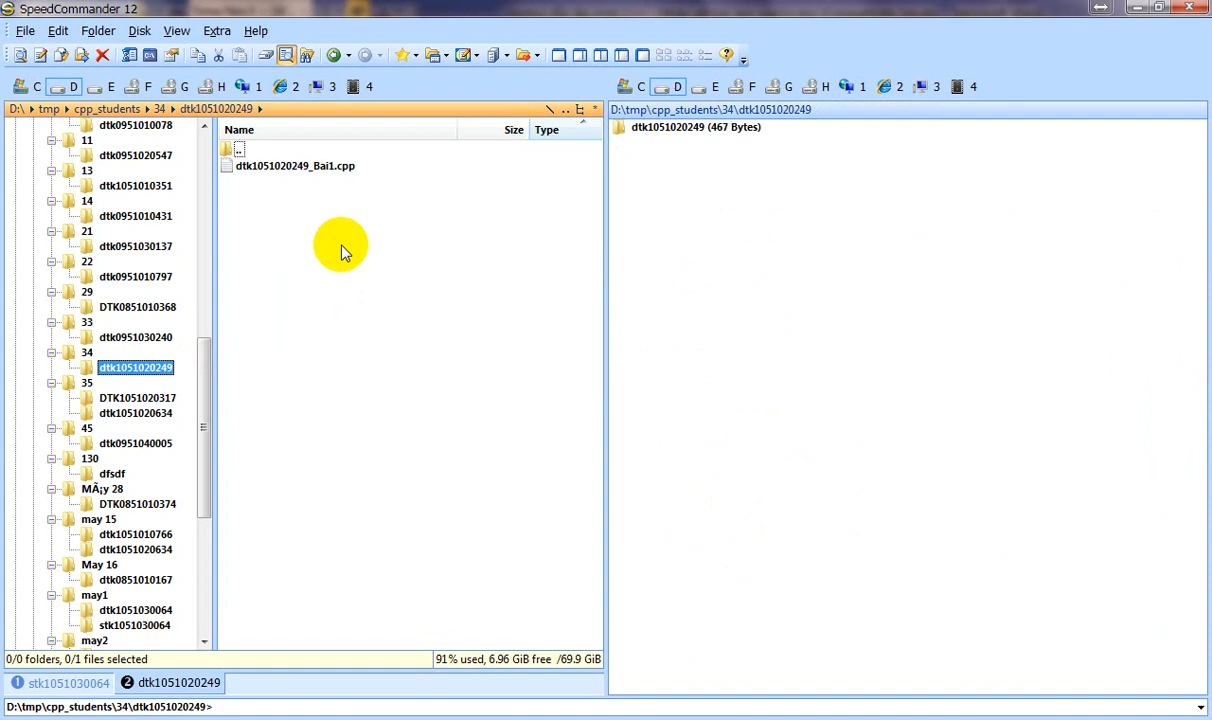 SpeedCommander 12
File Edit Folder Disk View Extra Help
C D E F G H 1 2 3 4
C D E F G H 1 2 3 4
D:\ tmp cpp_students 34 dtk1051020249
D:\tmp\cpp_students\34\dtk1051020249
dtk0951010078
11
dtk0951020547
13
dtk1051010351
14
dtk0951010431
21
dtk0951030137
22
dtk0951010797
29
DTK0851010368
33
dtk0951030240
34
dtk1051020249
35
DTK1051020317
dtk1051020634
45
dtk0951040005
130
dfsdf
MÃ¡y 28
DTK0851010374
may 15
dtk1051010766
dtk1051020634
May 16
dtk0851010167
may1
dtk1051030064
stk1051030064
may2
Name Size Type
..
dtk1051020249_Bai1.cpp
dtk1051020249 (467 Bytes)
0/0 folders, 0/1 files selected
91% used, 6.96 GiB free /69.9 GiB
1 stk1051030064 2 dtk1051020249
D:\tmp\cpp_students\34\dtk1051020249>